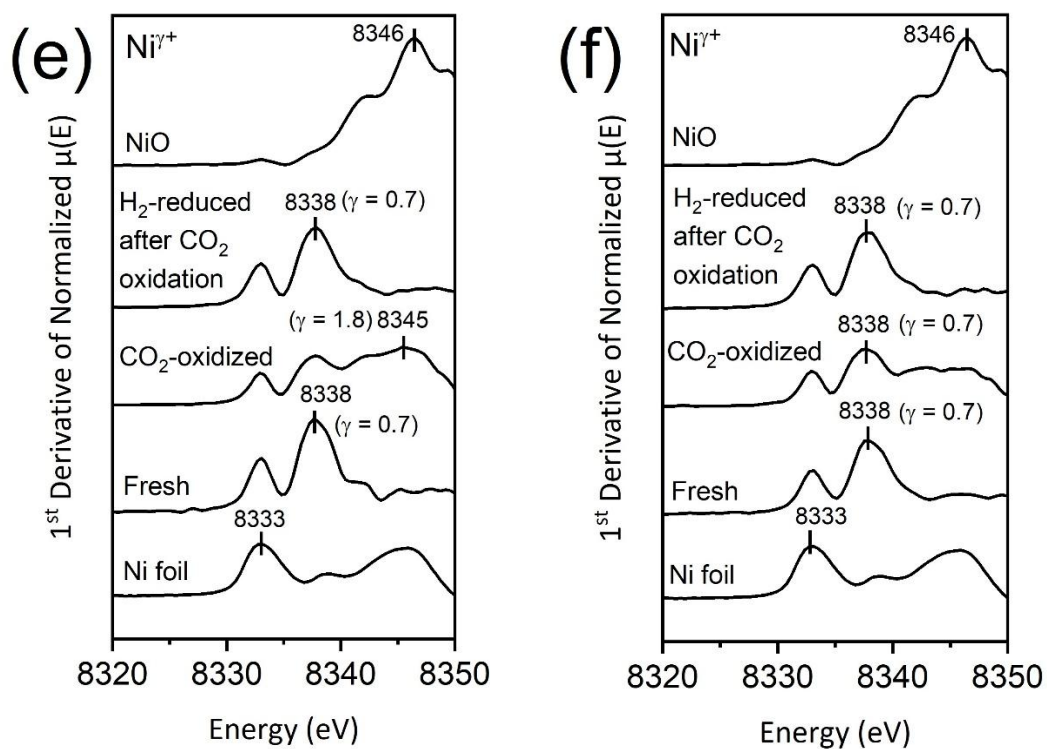 (e)
Niγ+
8346
NiO
H2-reduced
after CO2
oxidation
8338 (γ = 0.7)
(γ = 1.8) 8345
CO2-oxidized
8338
(γ = 0.7)
Fresh
8333
Ni foil
8320 8330 8340 8350
Energy (eV)
1st Derivative of Normalized μ(E)
(f)
Niγ+
8346
NiO
H2-reduced
after CO2
oxidation
8338 (γ = 0.7)
8338 (γ = 0.7)
CO2-oxidized
8338 (γ = 0.7)
Fresh
8333
Ni foil
8320 8330 8340 8350
Energy (eV)
1st Derivative of Normalized μ(E)